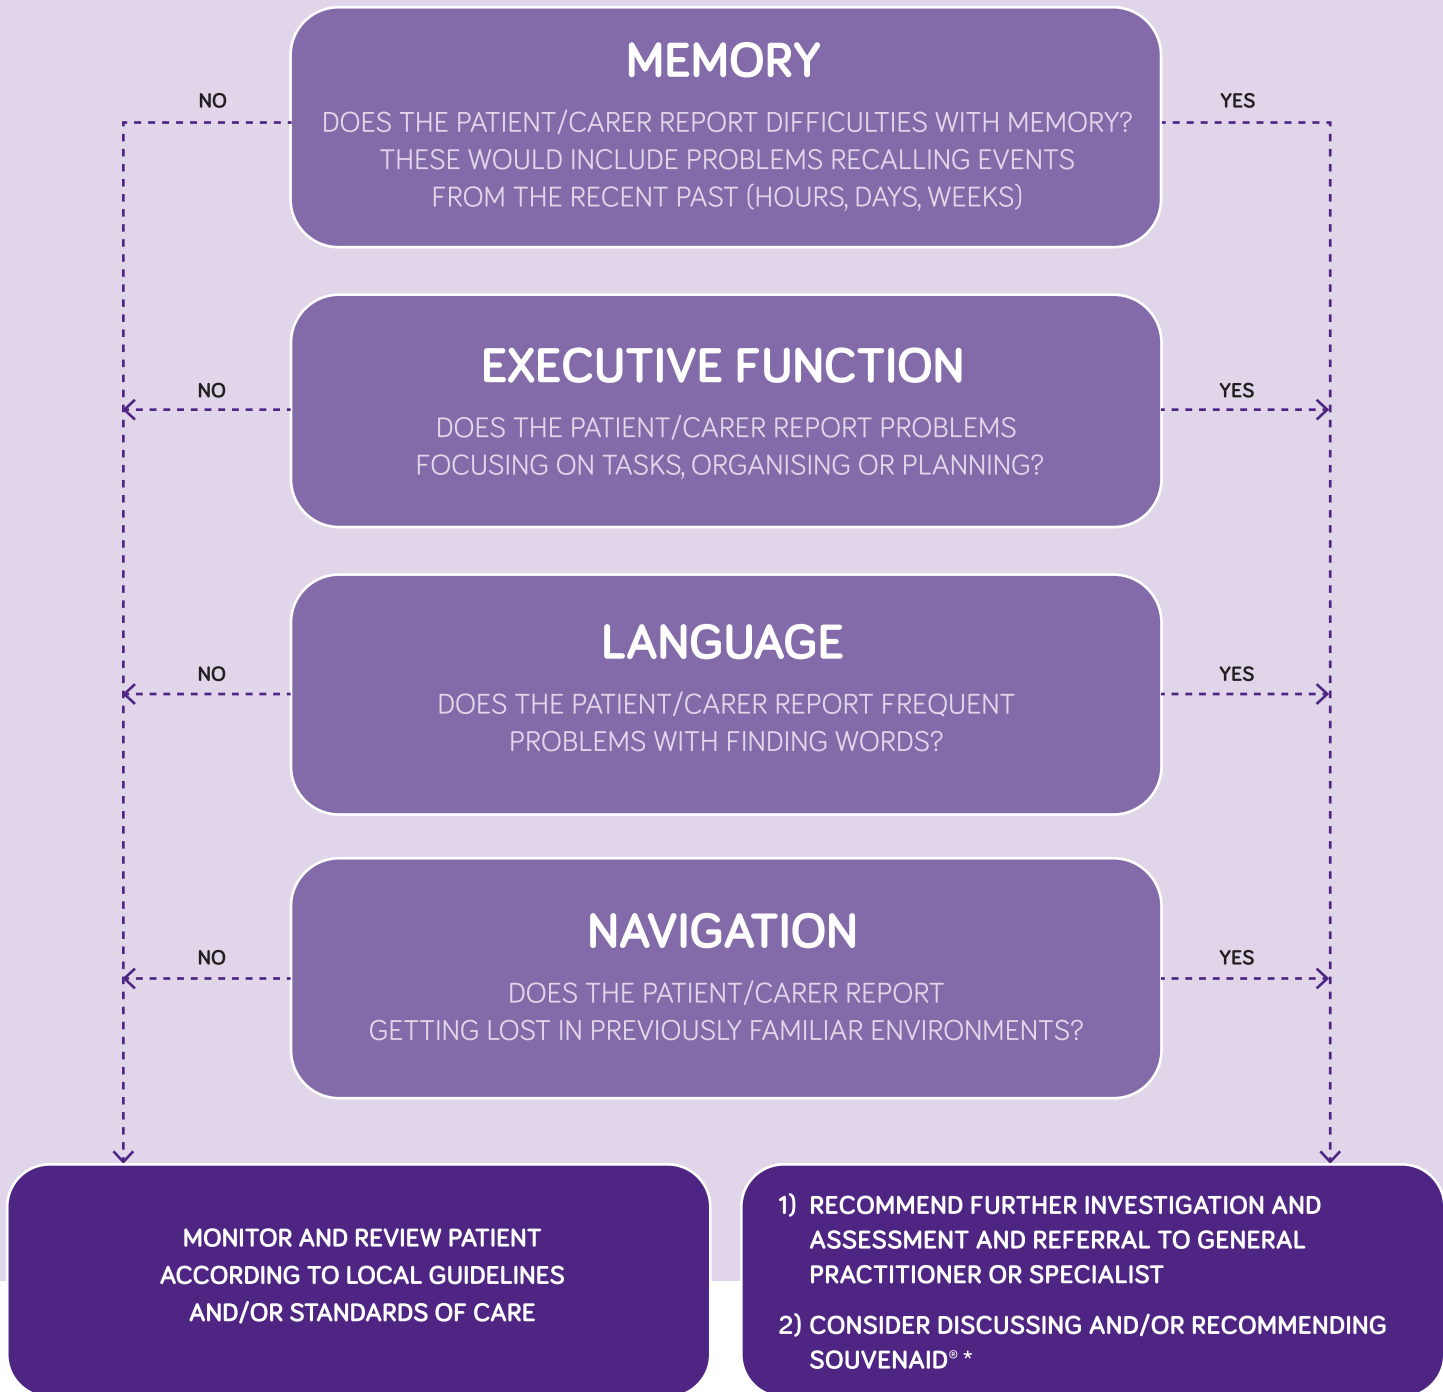 MEMORY
NO
YES
DOES THE PATIENT/CARER REPORT DIFFICULTIES WITH MEMORY?
THESE WOULD INCLUDE PROBLEMS RECALLING EVENTS
FROM THE RECENT PAST (HOURS, DAYS, WEEKS)
EXECUTIVE FUNCTION
NO
YES
DOES THE PATIENT/CARER REPORT PROBLEMS
FOCUSING ON TASKS, ORGANISING OR PLANNING?
LANGUAGE
NO
YES
DOES THE PATIENT/CARER REPORT FREQUENT
PROBLEMS WITH FINDING WORDS?
NAVIGATION
NO
YES
DOES THE PATIENT/CARER REPORT
GETTING LOST IN PREVIOUSLY FAMILIAR ENVIRONMENTS?
MONITOR AND REVIEW PATIENT
ACCORDING TO LOCAL GUIDELINES
AND/OR STANDARDS OF CARE
1) RECOMMEND FURTHER INVESTIGATION AND
ASSESSMENT AND REFERRAL TO GENERAL
PRACTITIONER OR SPECIALIST
2) CONSIDER DISCUSSING AND/OR RECOMMENDING
SOUVENAID® *